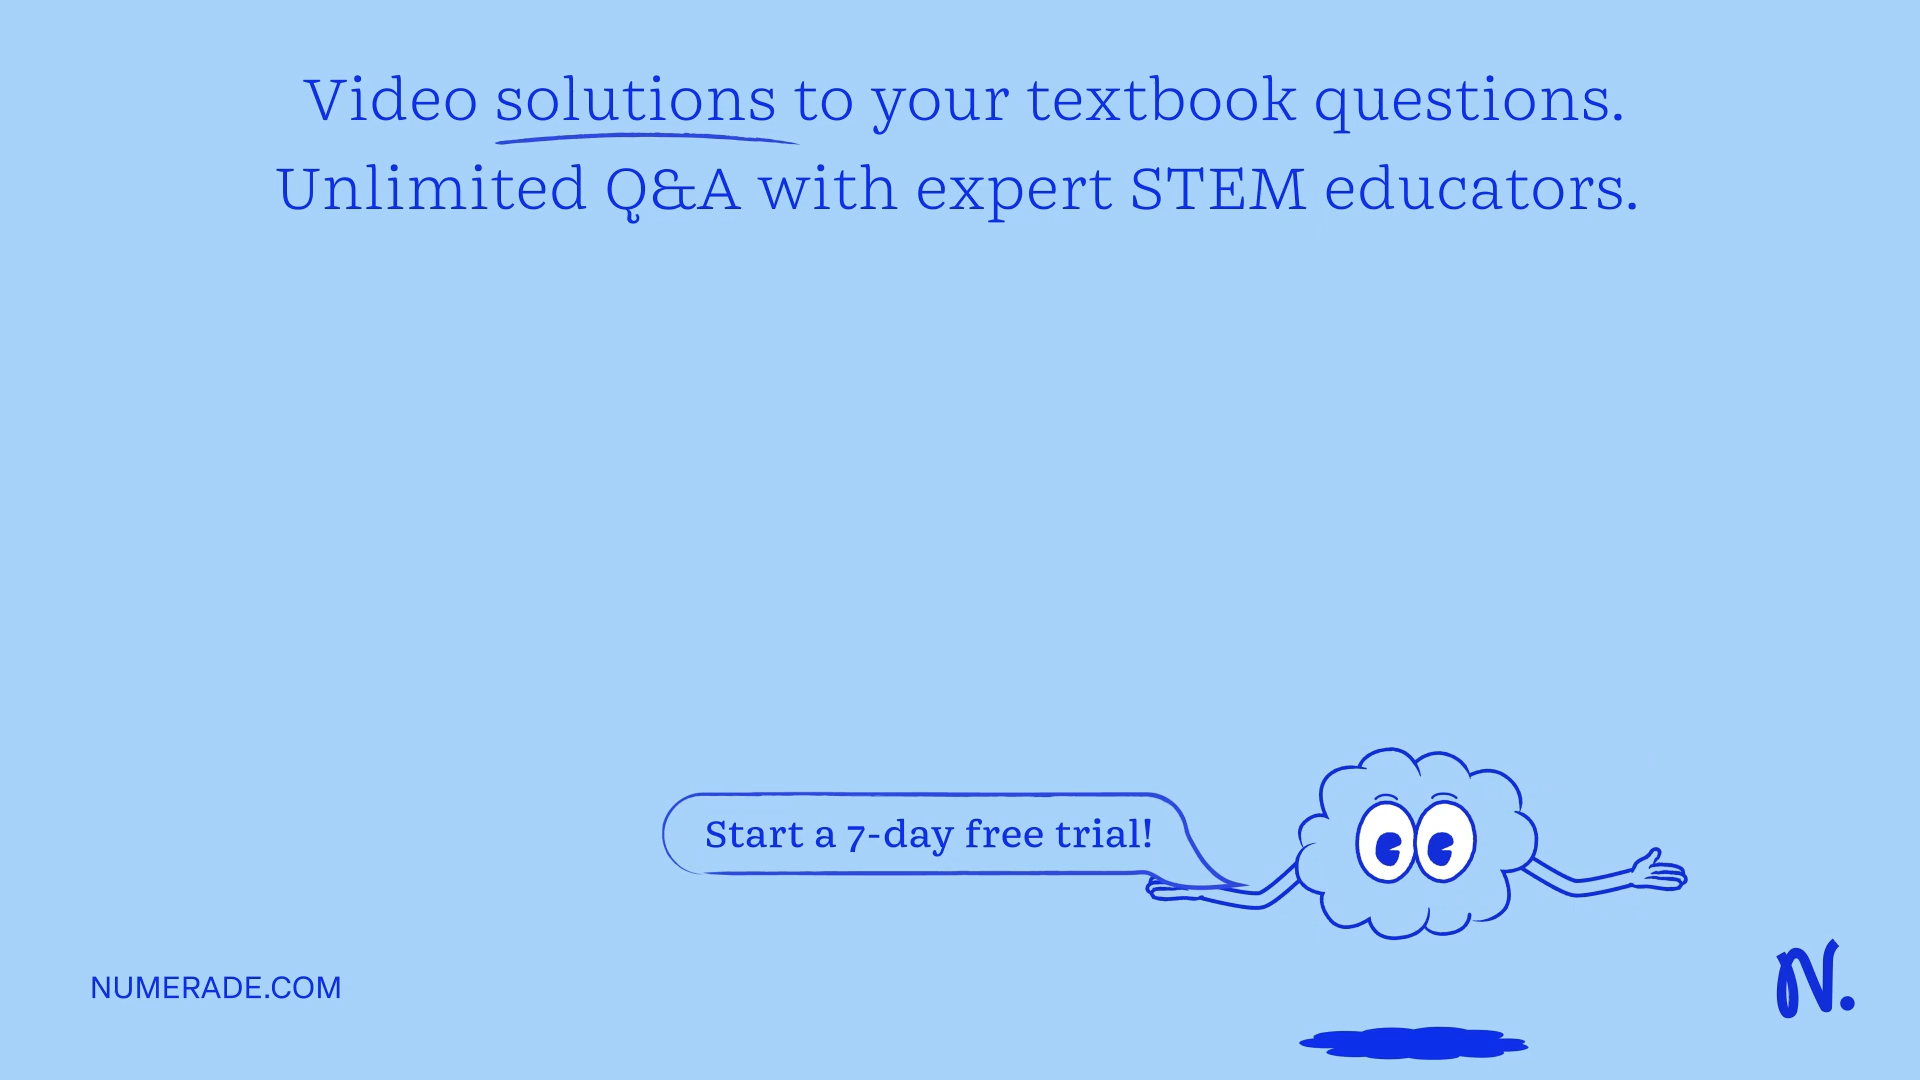 Video solutions to your textbook questions.
Unlimited Q&A with expert STEM educators.
Start a 7-day free trial!
NUMERADE.COM
N.